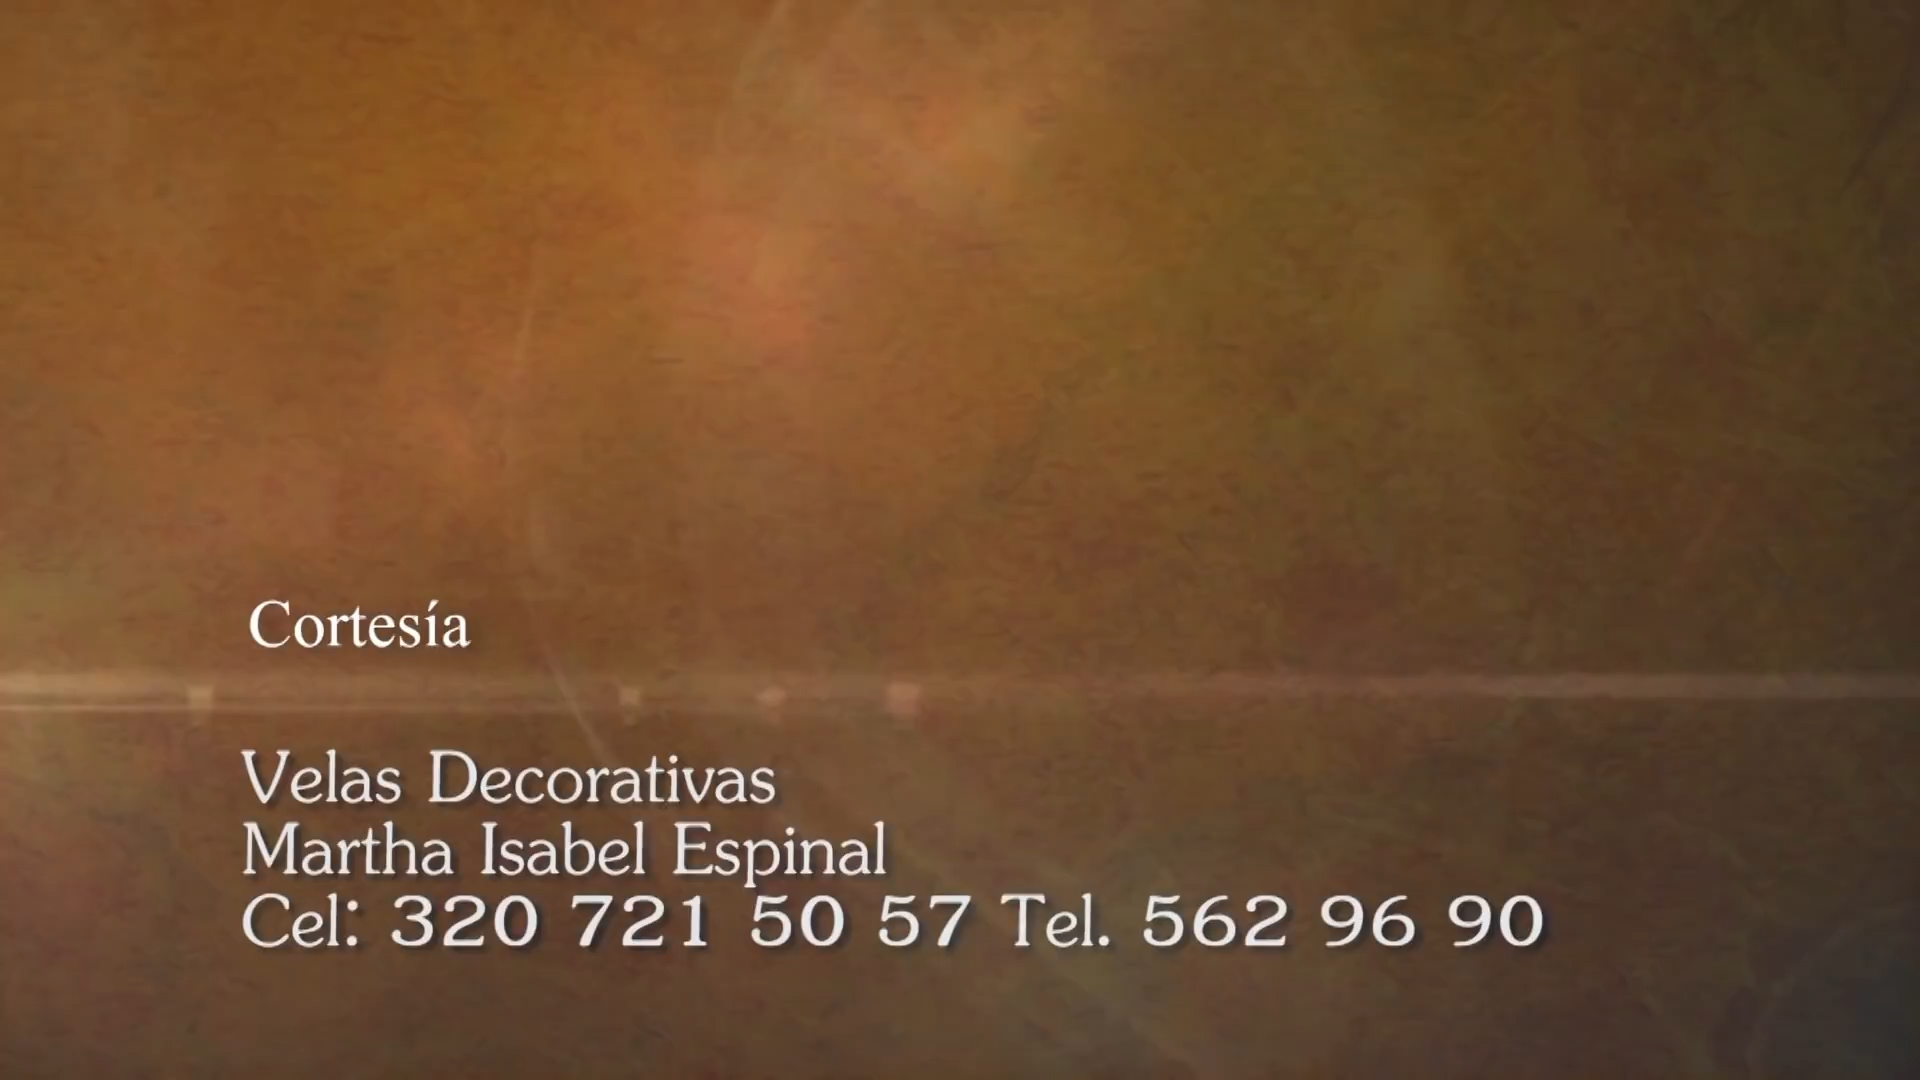 Cortesía
Velas Decorativas
Martha Isabel Espinal
Cel: 320 721 50 57 Tel. 562 96 90